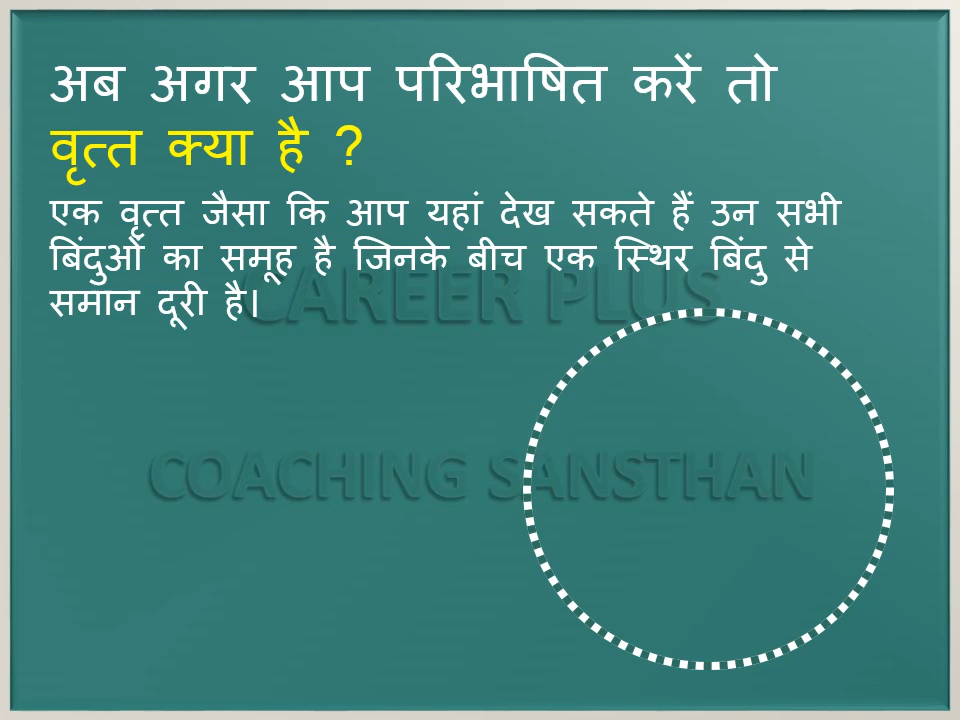 अब अगर आप परिभाषित करें तो
वृत्त क्या है ?
एक वृत्त जैसा कि आप यहां देख सकते हैं उन सभी
बिंदुओं का समूह है जिनके बीच एक स्थिर बिंदु से
समान दूरी है।
CAREER PLUS
COACHING SANSTHAN